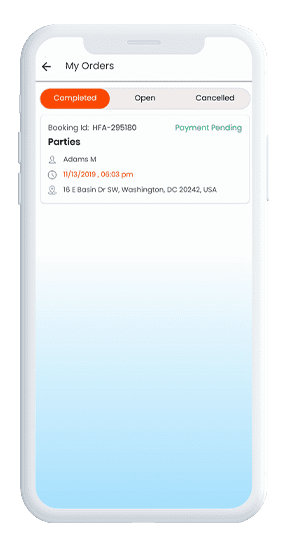 My Orders
Completed Open Cancelled
Booking Id: HFA-295180 Payment Pending
Parties
Adams M
11/13/2019 , 06:03 pm
16 E Basin Dr SW, Washington, DC 20242, USA